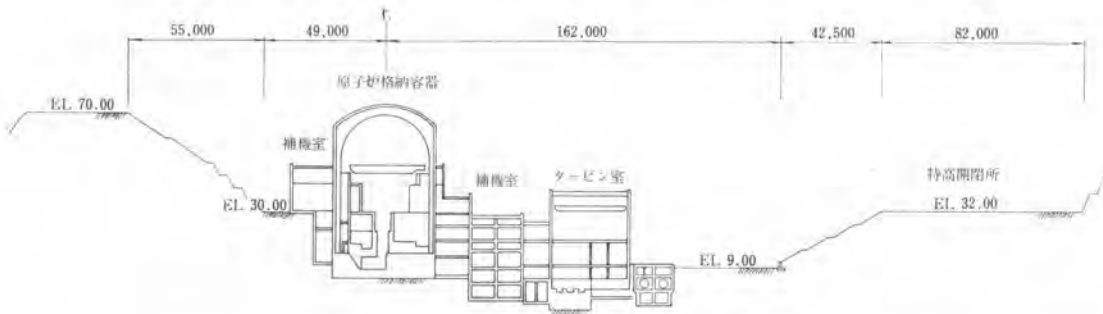 ℄
55,000
49,000
162,000
42,500
82,000
原子炉格納容器
EL 70.00
補機室
補機室
タービン室
特高開閉所
EL 30.00
EL 32.00
EL 9.00